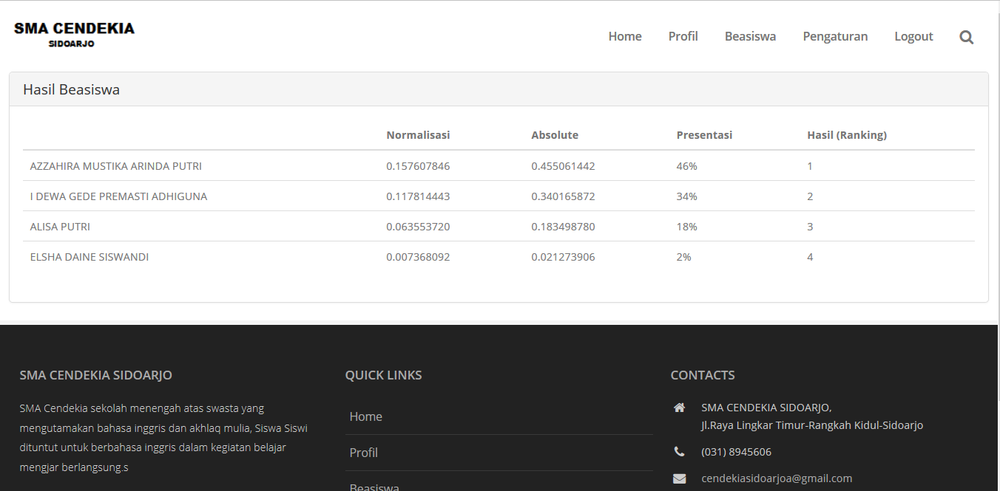 SMA CENDEKIA
SIDOARJO
Home Profil Beasiswa Pengaturan Logout
Hasil Beasiswa
Normalisasi Absolute Presentasi Hasil (Ranking)
AZZAHIRA MUSTIKA ARINDA PUTRI 0.157607846 0.455061442 46% 1
I DEWA GEDE PREMASTI ADHIGUNA 0.117814443 0.340165872 34% 2
ALISA PUTRI 0.063553720 0.183498780 18% 3
ELSHA DAINE SISWANDI 0.007368092 0.021273906 2% 4
SMA CENDEKIA SIDOARJO
SMA Cendekia sekolah menengah atas swasta yang
mengutamakan bahasa inggris dan akhlaq mulia, Siswa Siswi
dituntut untuk berbahasa inggris dalam kegiatan belajar
mengjar berlangsung.s
QUICK LINKS
Home
Profil
Beasiswa
CONTACTS
SMA CENDEKIA SIDOARJO,
Jl.Raya Lingkar Timur-Rangkah Kidul-Sidoarjo
(031) 8945606
cendekiasidoarjoa@gmail.com